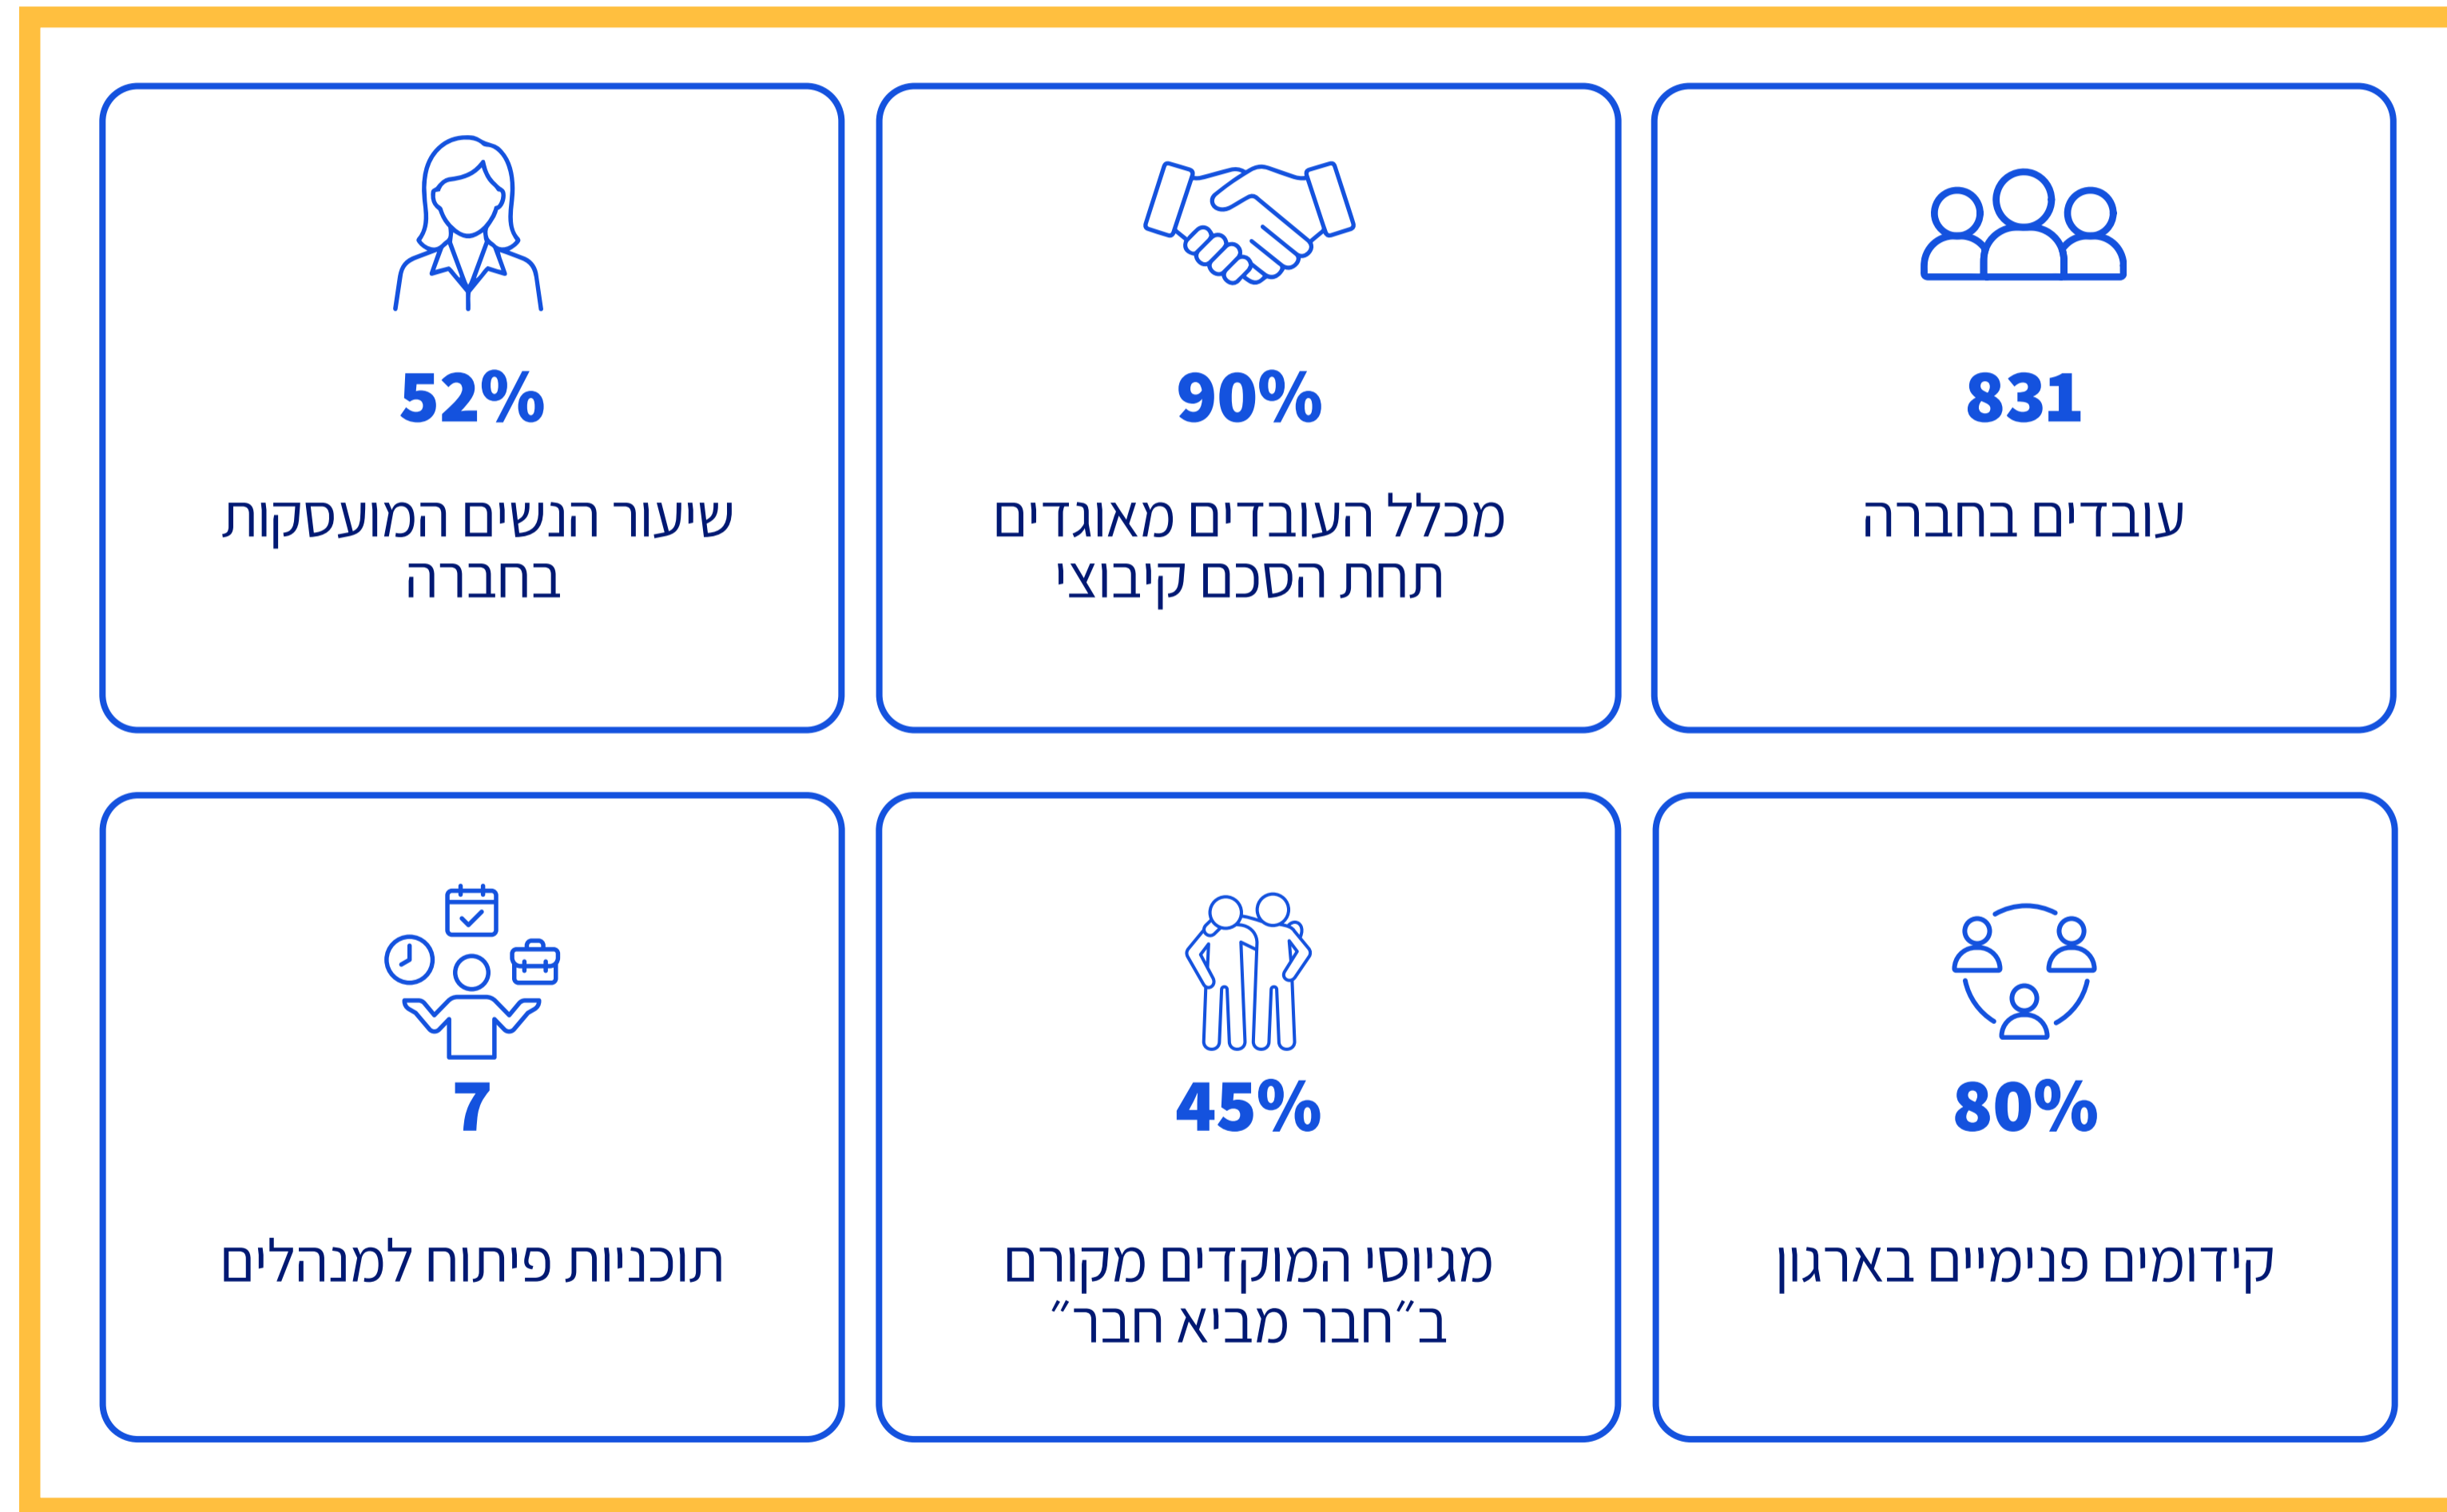 831
עובדים בחברה
90%
מכלל העובדים מאוגדים
תחת הסכם קיבוצי
52%
שיעור הנשים המועסקות
בחברה
80%
קידומים פנימיים בארגון
45%
מגיוסי המוקדים מקורם
ב״חבר מביא חבר״
7
תוכניות פיתוח למנהלים